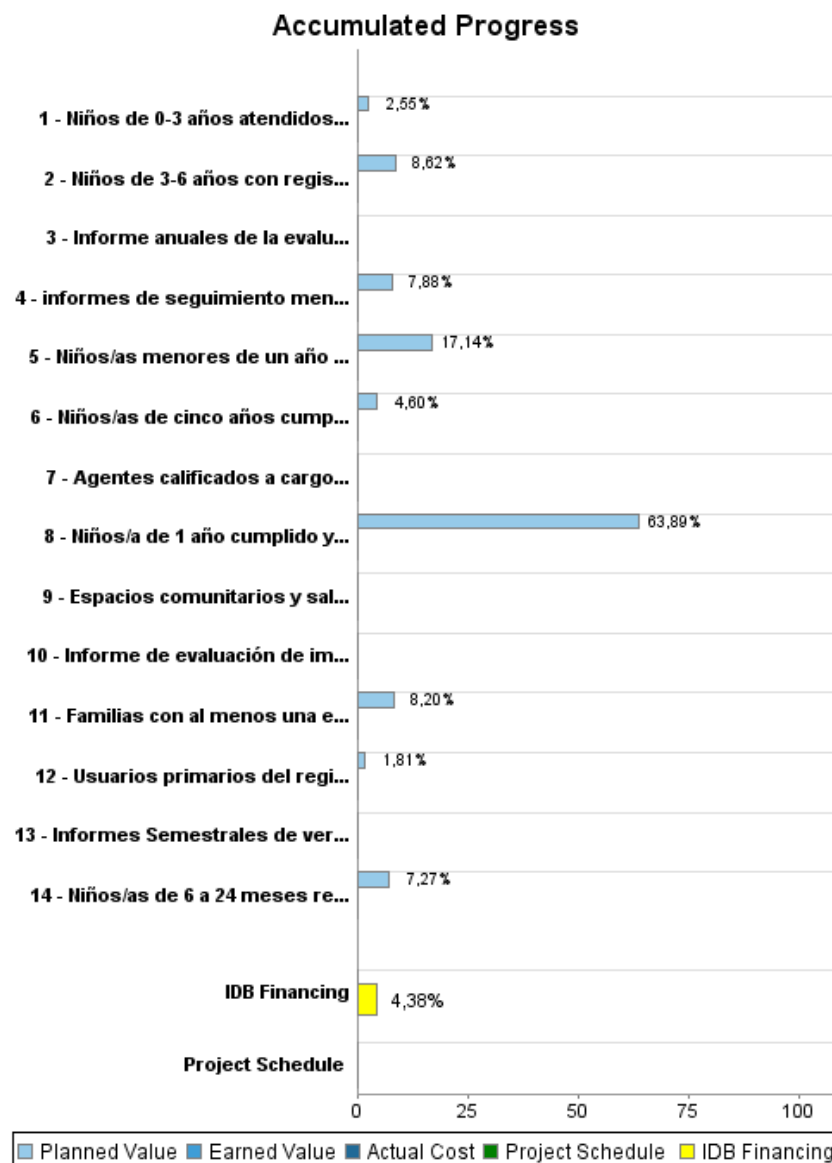 Accumulated Progress
1 - Niños de 0-3 años atendidos... 2,55%
2 - Niños de 3-6 años con regis... 8,62%
3 - Informe anuales de la evalu...
4 - informes de seguimiento men... 7,88%
5 - Niños/as menores de un año ... 17,14%
6 - Niños/as de cinco años cump... 4,60%
7 - Agentes calificados a cargo...
8 - Niños/a de 1 año cumplido y... 63,89%
9 - Espacios comunitarios y sal...
10 - Informe de evaluación de im...
11 - Familias con al menos una e... 8,20%
12 - Usuarios primarios del regi... 1,81%
13 - Informes Semestrales de ver...
14 - Niños/as de 6 a 24 meses re... 7,27%
IDB Financing 4,38%
Project Schedule
0 25 50 75 100
Planned Value Earned Value Actual Cost Project Schedule IDB Financing